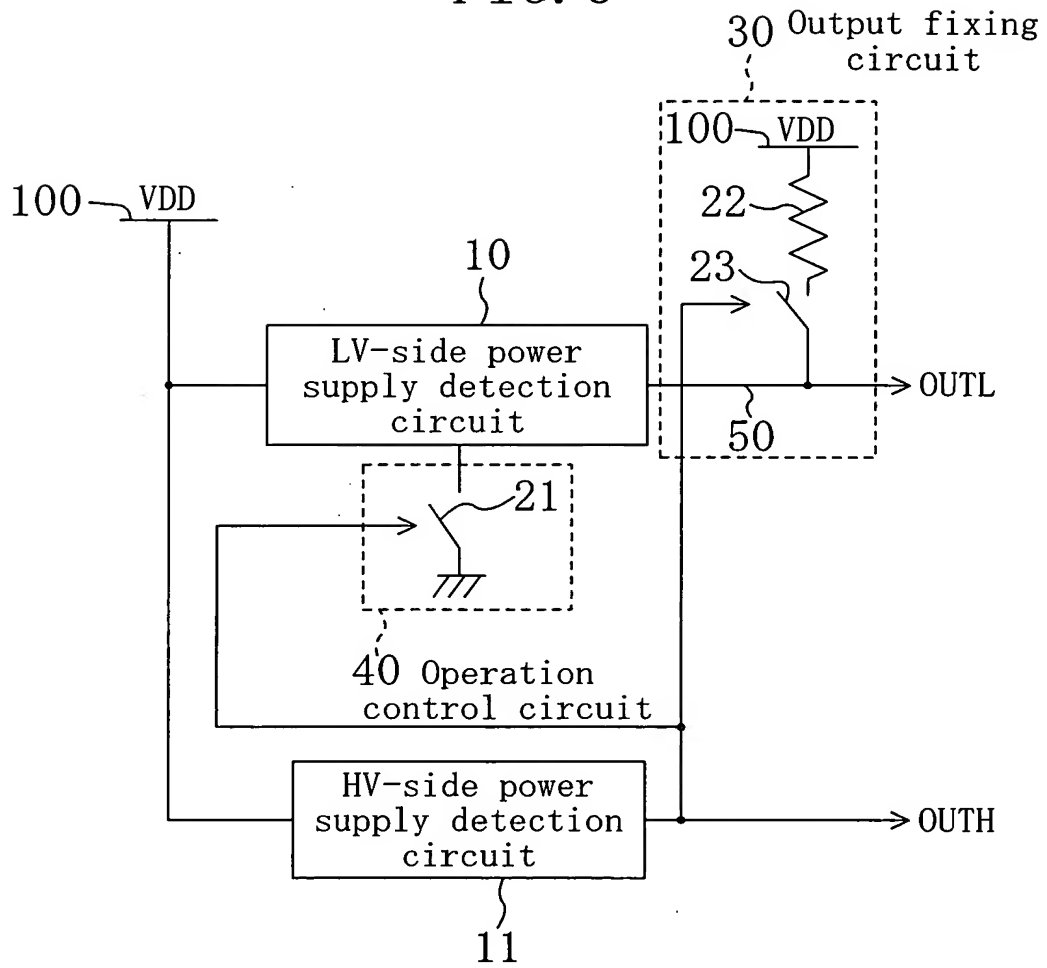 FIG.
30 Output fixing
circuit
100 VDD
22
100 VDD
23
10
LV-side power
supply detection
circuit
OUTL
50
21
40 Operation
control circuit
HV-side power
supply detection
circuit
OUTH
11